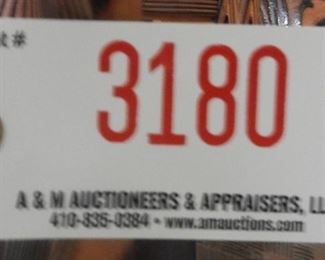 #
3180
A & M AUCTIONEERS & APPRAISERS, LL
410-835-0384 • www.amauctions.com